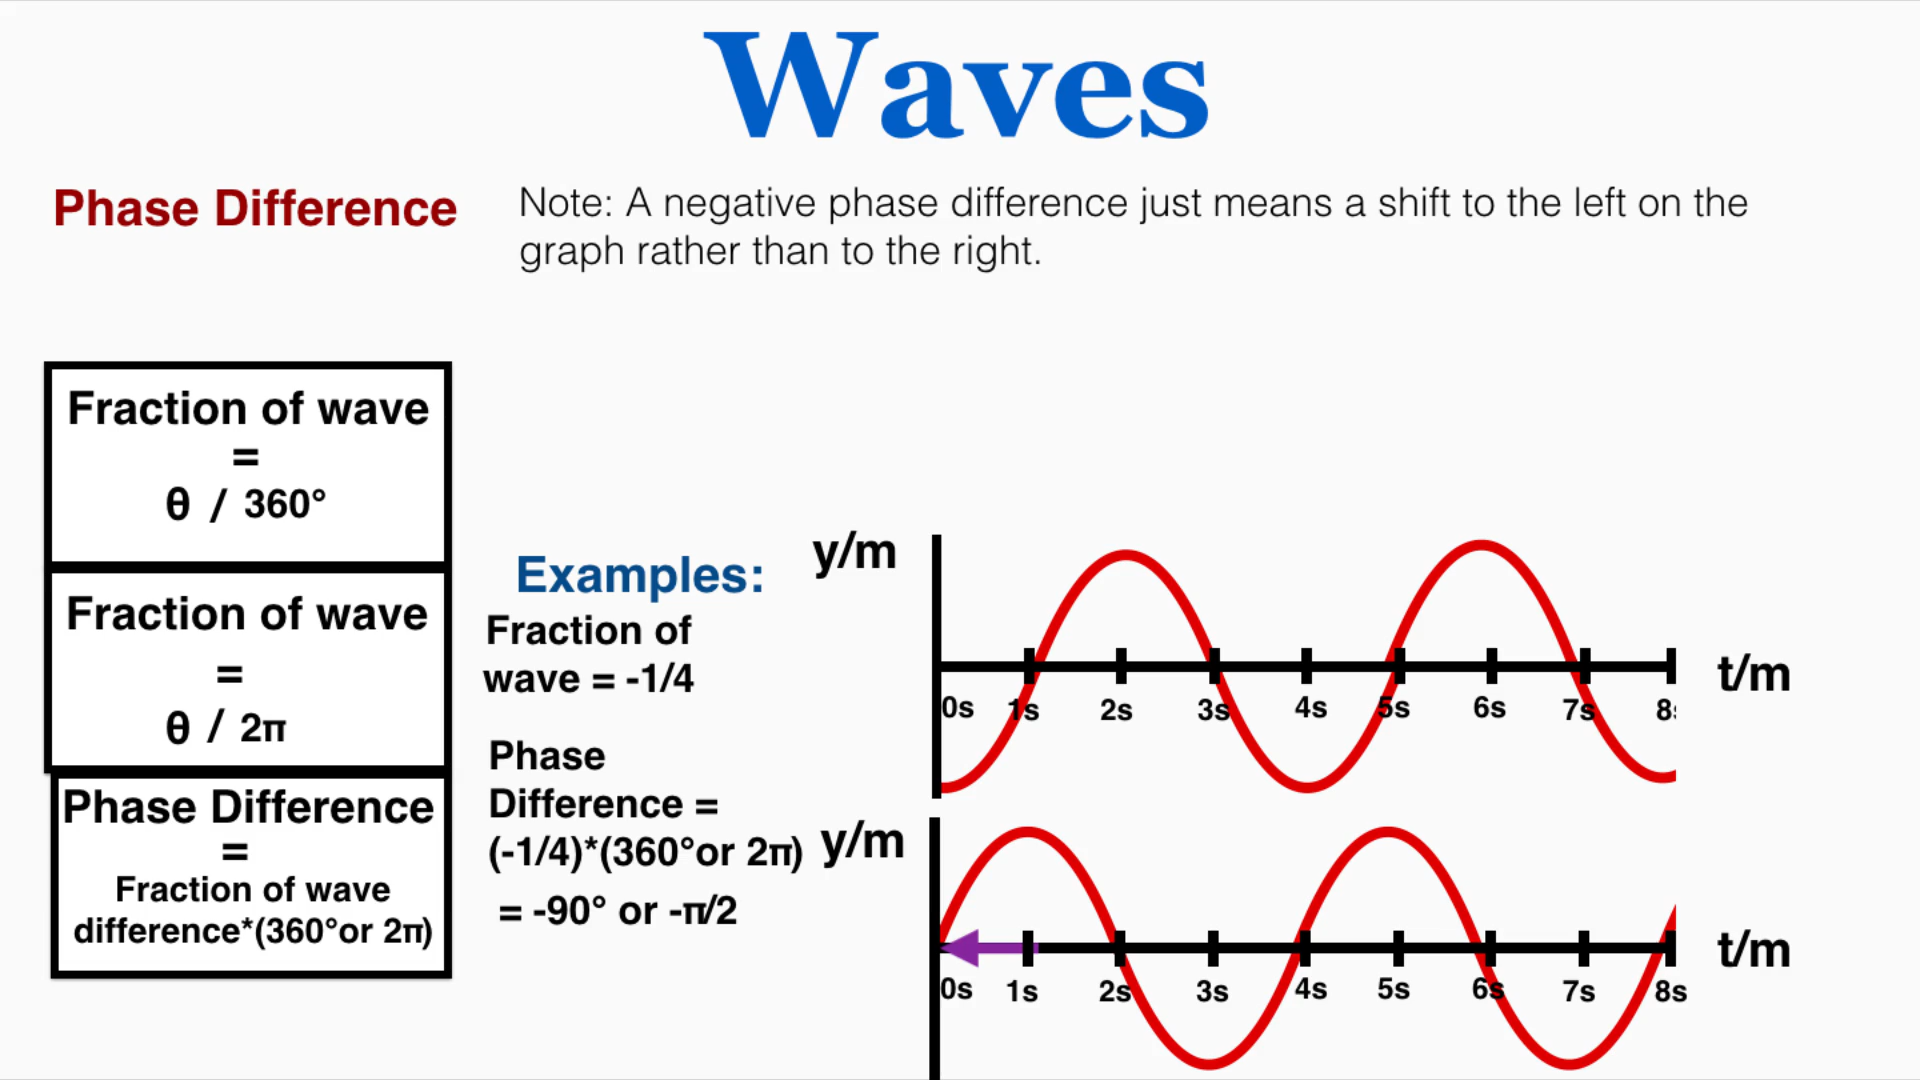 Waves
Phase Difference
Note: A negative phase difference just means a shift to the left on the
graph rather than to the right.
Fraction of wave
=
θ / 360°
Fraction of wave
=
θ / 2π
Phase Difference
=
Fraction of wave
difference*(360°or 2π)
Examples:
Fraction of
wave = -1/4
Phase
Difference =
(-1/4)*(360°or 2π)
= -90° or -π/2
y/m
0s 1s 2s 3s 4s 5s 6s 7s 8s
t/m
y/m
0s 1s 2s 3s 4s 5s 6s 7s 8s
t/m